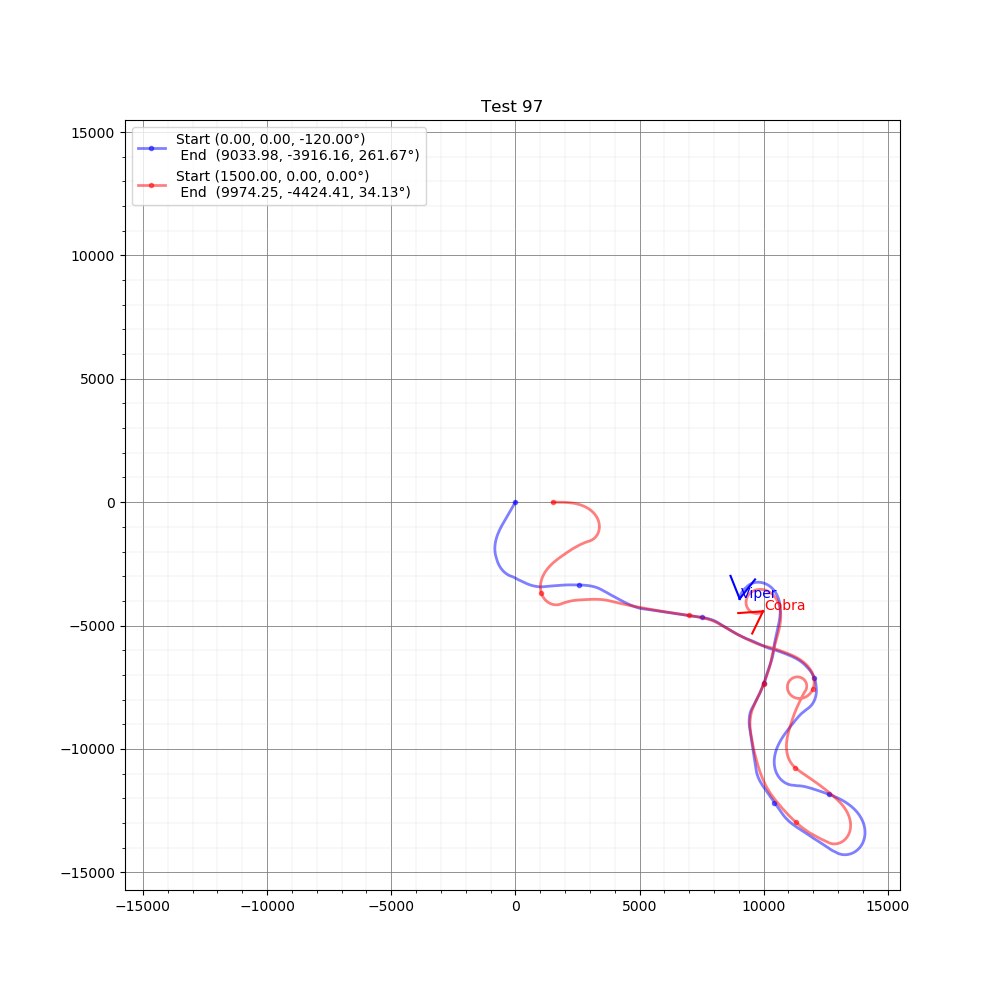 Test 97
Start (0.00, 0.00, -120.00°)
End  (9033.98, -3916.16, 261.67°)
Start (1500.00, 0.00, 0.00°)
End  (9974.25, -4424.41, 34.13°)
15000
10000
5000
0
−5000
−10000
−15000
Viper
Cobra
−15000
−10000
−5000
0
5000
10000
15000